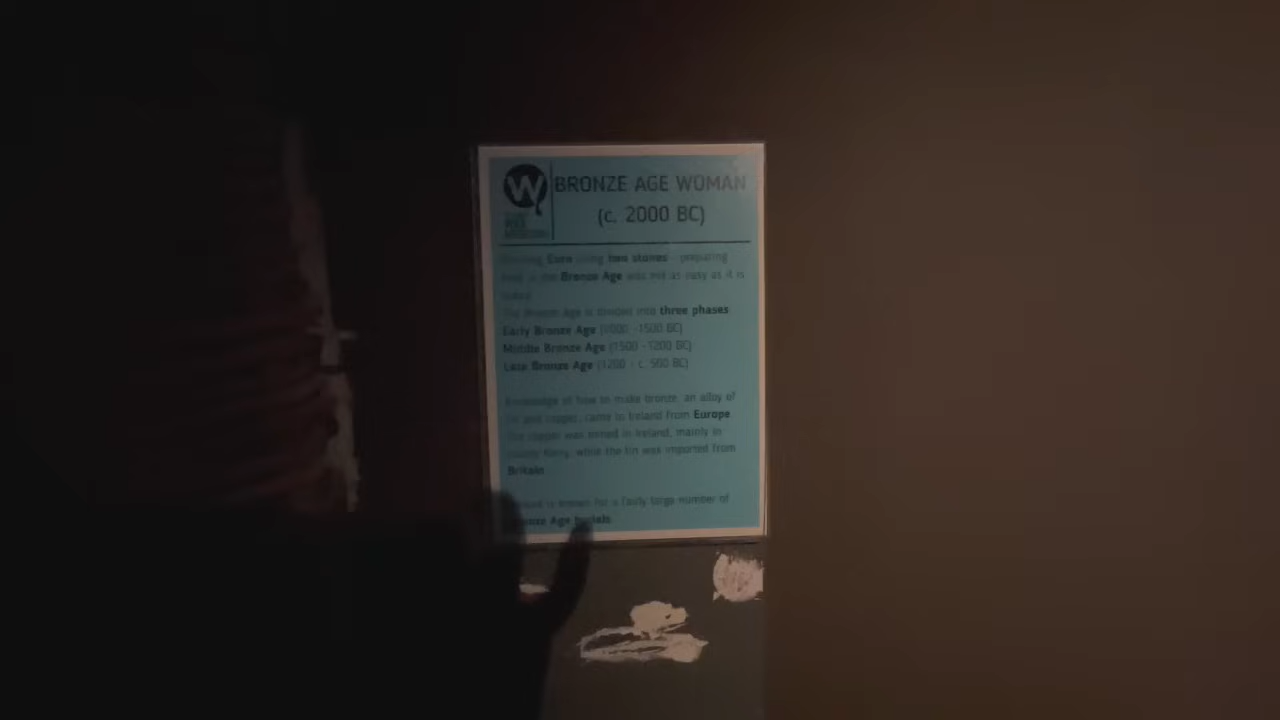 W
BRONZE AGE WOMAN
(c. 2000 BC)
Corn using two stones - preparing
in the Bronze Age was not as easy as it is
The Bronze Age is divided into three phases
Early Bronze Age (2000 - 1500 BC)
Middle Bronze Age (1500 - 1200 BC)
Late Bronze Age (1200 - c. 500 BC)
Knowledge of how to make bronze, an alloy of
tin and copper, came to Ireland from Europe
The copper was mined in Ireland, mainly in
County Kerry, while the tin was imported from
Britain
is known for a fairly large number of
Bronze Age burials